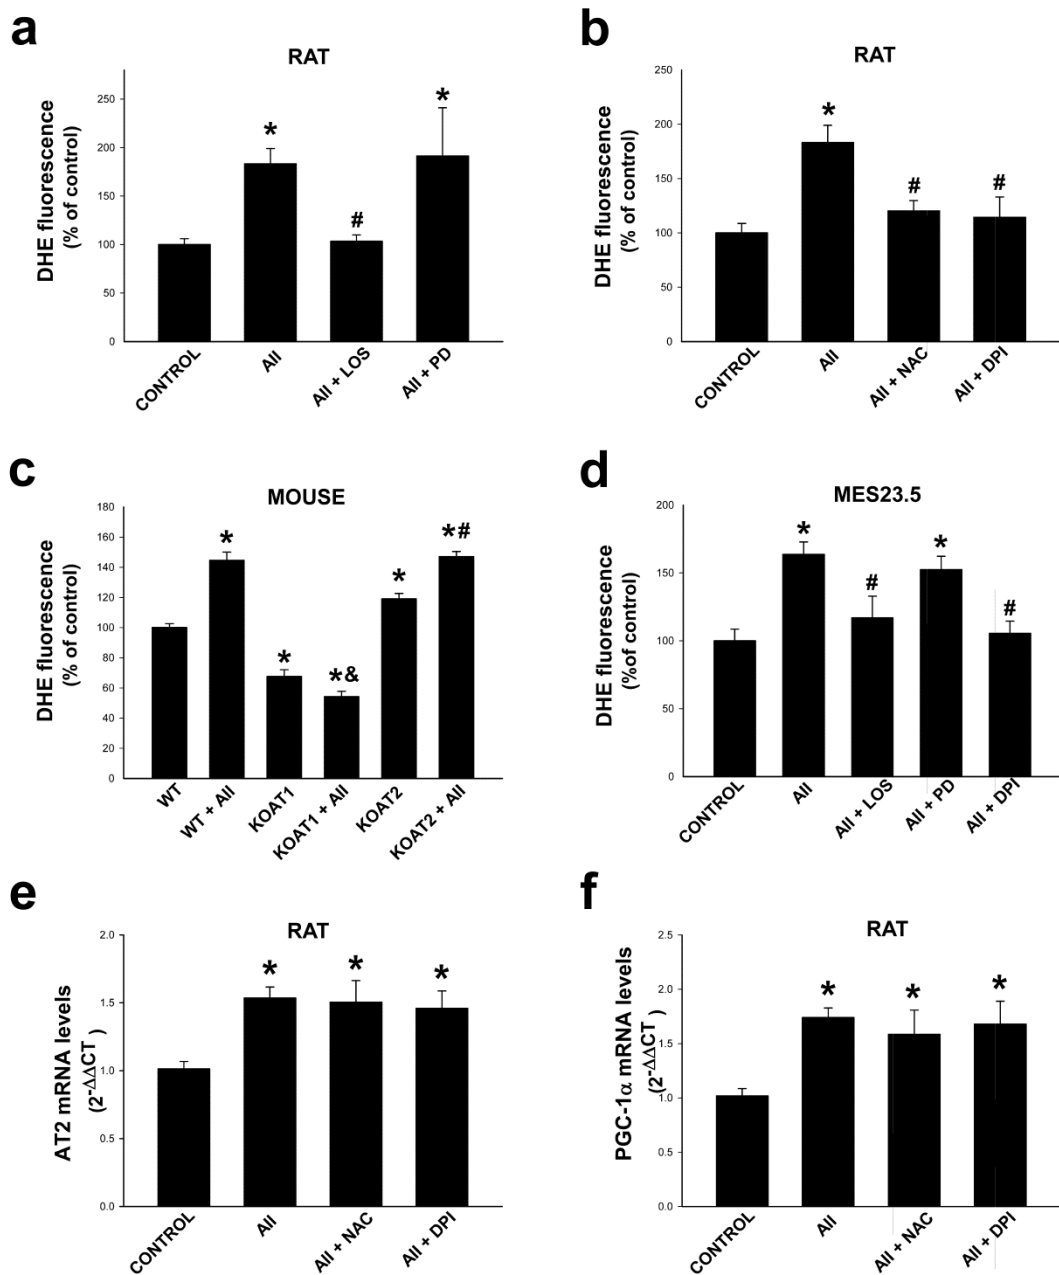 a
RAT
DHE fluorescence
(% of control)
250
200
150
100
50
0
*
#
*
CONTROL
AII
AII + LOS
AII + PD
b
RAT
DHE fluorescence
(% of control)
250
200
150
100
50
0
*
#
#
CONTROL
AII
AII + NAC
AII + DPI
c
MOUSE
DHE fluorescence
(% of control)
180
160
140
120
100
80
60
40
20
0
*
*
*&
*
*#
WT
WT + AII
KOAT1
KOAT1 + AII
KOAT2
KOAT2 + AII
d
MES23.5
DHE fluorescence
(%of control)
200
150
100
50
0
*
#
*
#
CONTROL
AII
AII + LOS
AII + PD
AII + DPI
e
RAT
AT2 mRNA levels
(2-ΔΔCT )
2.0
1.5
1.0
0.5
0.0
*
*
*
CONTROL
AII
AII + NAC
AII + DPI
f
RAT
PGC-1α mRNA levels
(2-ΔΔCT )
2.5
2.0
1.5
1.0
0.5
0.0
*
*
*
CONTROL
AII
AII + NAC
AII + DPI